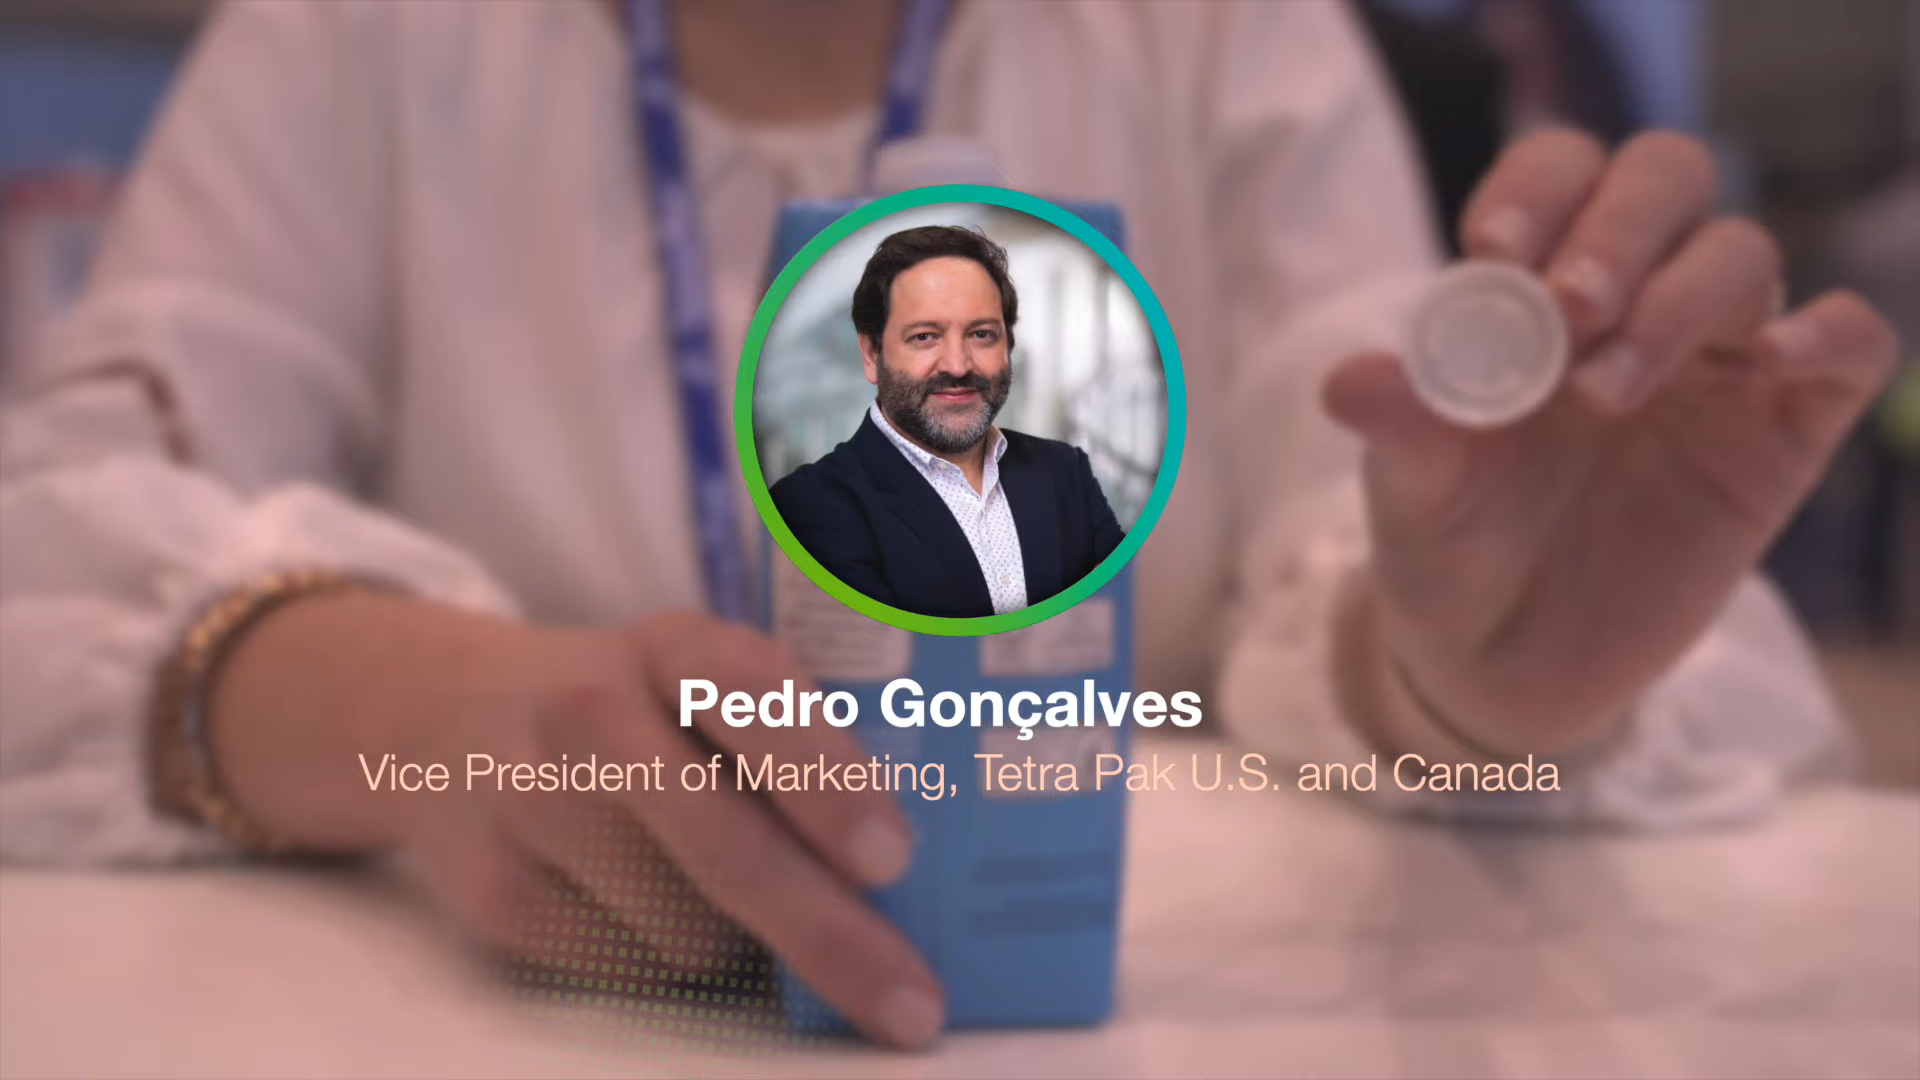 Pedro Gonçalves
Vice President of Marketing, Tetra Pak U.S. and Canada